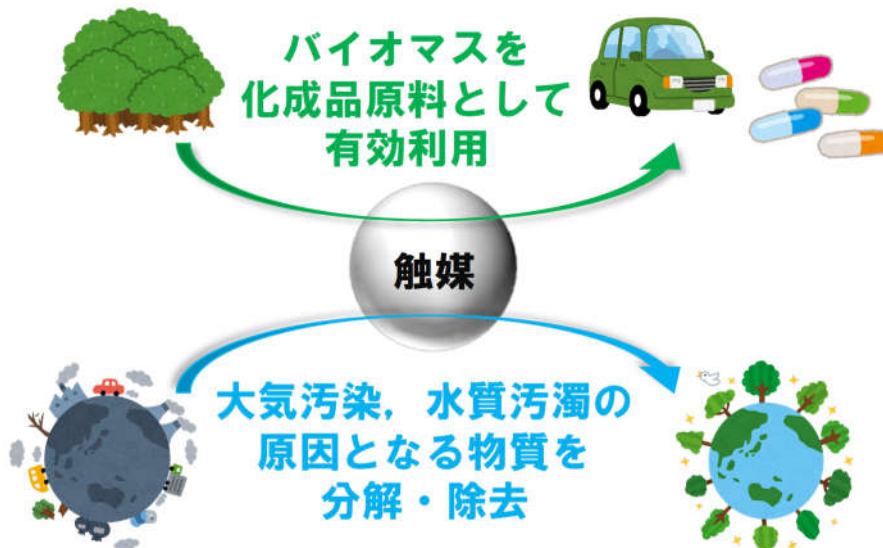 バイオマスを
化成品原料として
有効利用
触媒
大気汚染，水質汚濁の
原因となる物質を
分解・除去